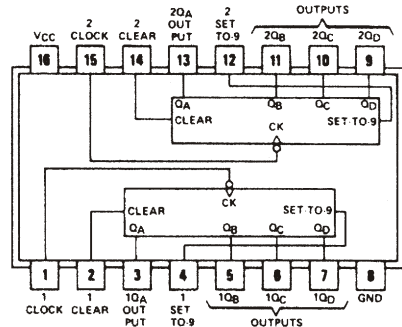 OUTPUTS
2 2 2QA 2
VCC CLOCK CLEAR OUT PUT SET TO-9 2QB 2QC 2QD
16 15 14 13 12 11 10 9
QA QB QC QD
CLEAR SET-TO-9
CK
CK
CLEAR SET-TO-9
QA QB QC QD
1 2 3 4 5 6 7 8
1 1 1QA 1 1QB 1QC 1QD GND
CLOCK CLEAR OUT SET
PUT TO-9 OUTPUTS